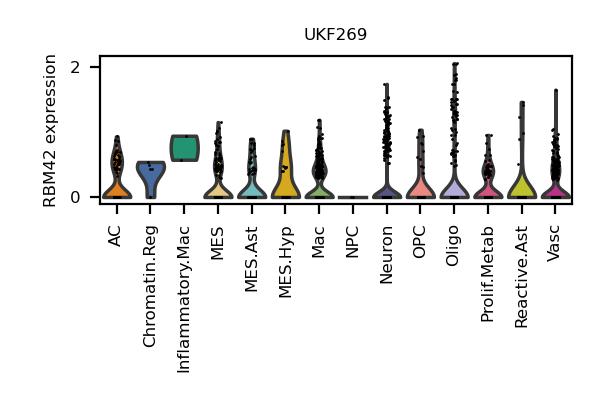 UKF269
RBM42 expression
2
0
AC
Chromatin.Reg
Inflammatory.Mac
MES
MES.Ast
MES.Hyp
Mac
NPC
Neuron
OPC
Oligo
Prolif.Metab
Reactive.Ast
Vasc